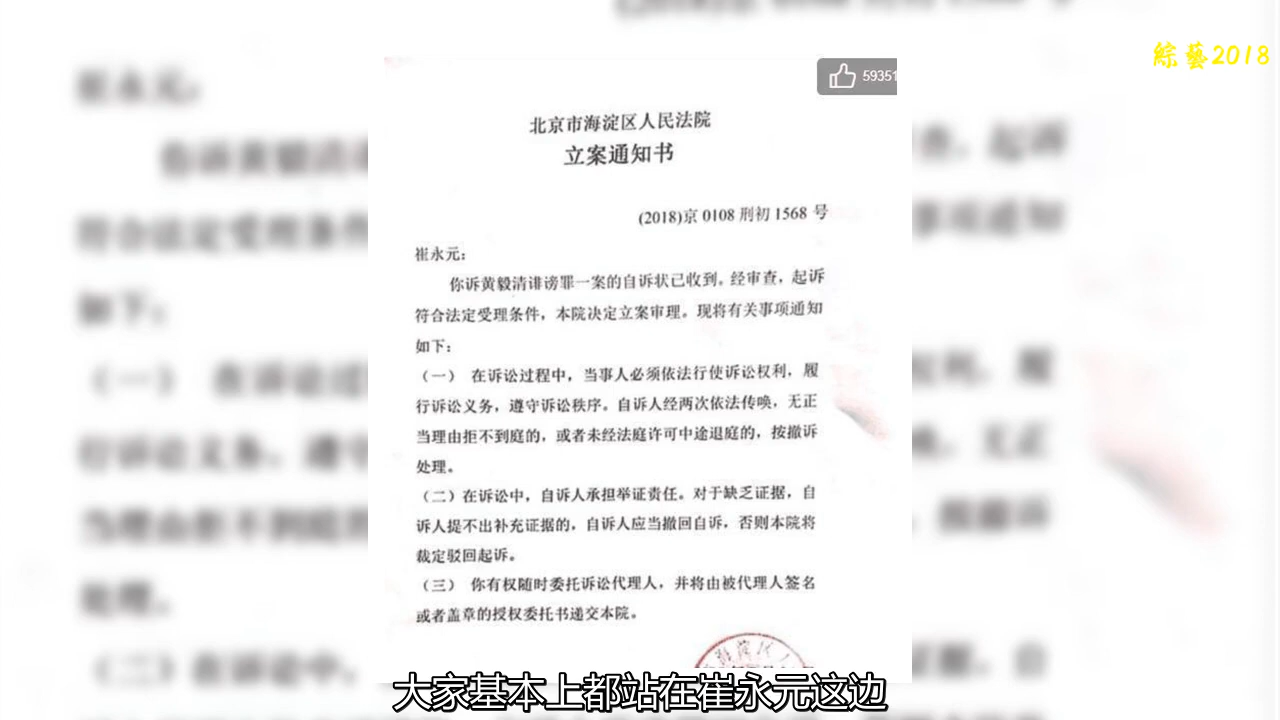 綜藝2018
59351
北京市海淀区人民法院
立案通知书
(2018)京 0108 刑初 1568 号
崔永元：
你诉黄毅清诽谤罪一案的自诉状已收到。经审查，起诉
符合法定受理条件，本院决定立案审理。现将有关事项通知
如下：
（一） 在诉讼过程中，当事人必须依法行使诉讼权利，履
行诉讼义务，遵守诉讼秩序。自诉人经两次依法传唤，无正
当理由拒不到庭的，或者未经法庭许可中途退庭的，按撤诉
处理。
（二）在诉讼中，自诉人承担举证责任。对于缺乏证据，自
诉人提不出补充证据的，自诉人应当撤回自诉，否则本院将
裁定驳回起诉。
（三） 你有权随时委托诉讼代理人，并将由被代理人签名
或者盖章的授权委托书递交本院。
海淀区人
大家基本上都站在崔永元这边